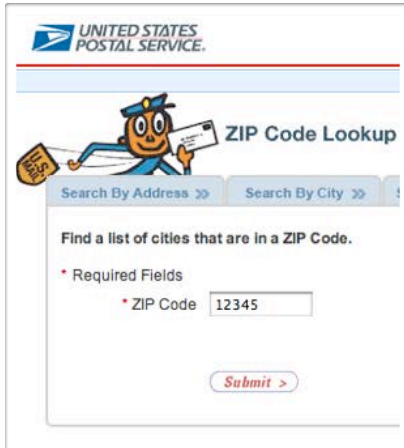 UNITED STATES
POSTAL SERVICE.
ZIP Code Lookup
U.S. MAIL
Search By Address >>
Search By City >>
Find a list of cities that are in a ZIP Code.
* Required Fields
* ZIP Code 12345
Submit >